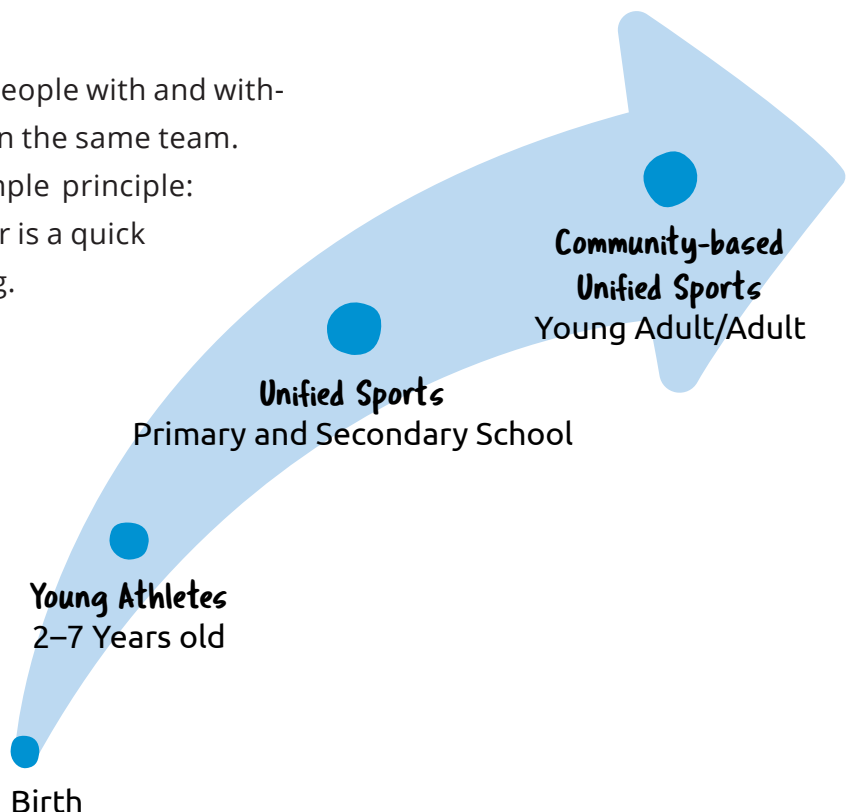 eople with and with-
n the same team.
nple principle:
r is a quick
g.
Community-based
Unified Sports
Young Adult/Adult
Unified Sports
Primary and Secondary School
Young Athletes
2–7 Years old
Birth